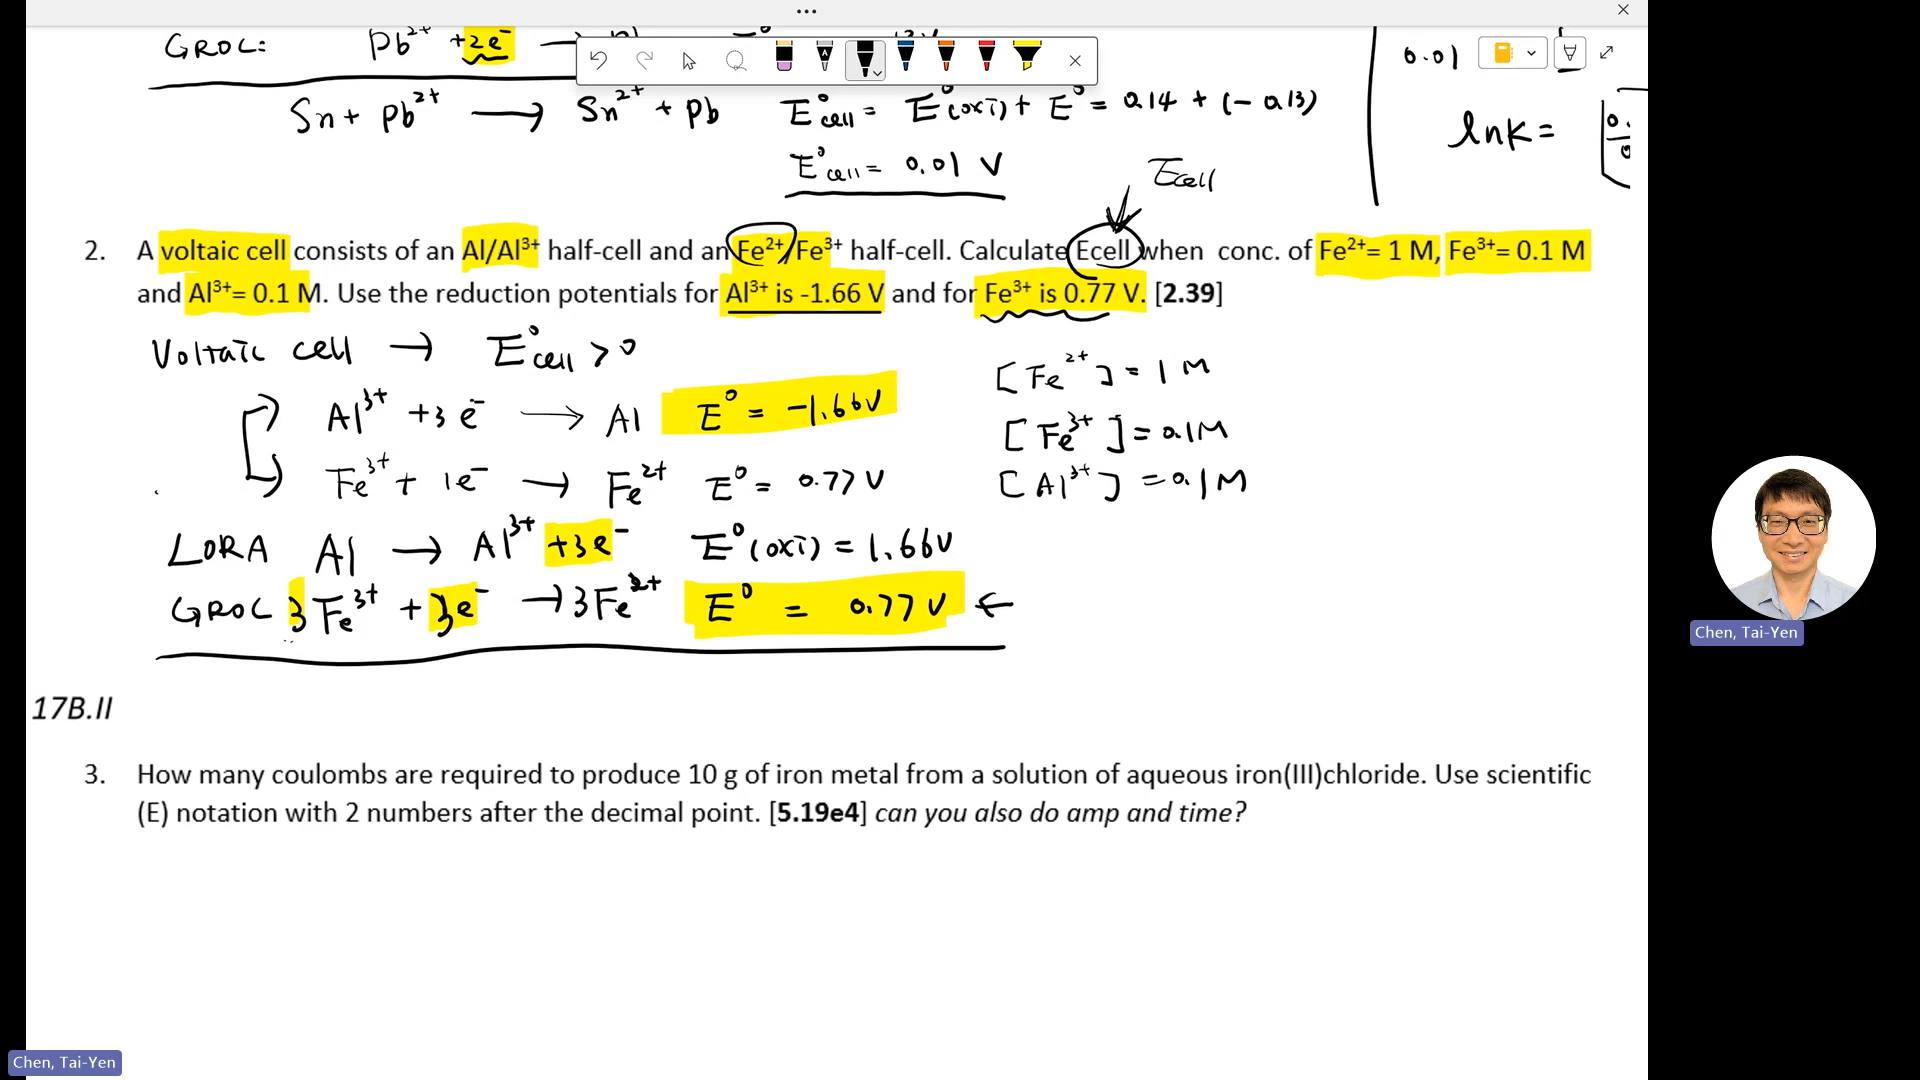 GROC: Pb²⁺ +2e⁻
0.01
Sn + Pb²⁺ → Sn²⁺ + Pb E°cell = E°(oxi) + E° = 0.14 + (-0.13)
lnK =
E°cell = 0.01 V
Ecell
2. A voltaic cell consists of an Al/Al³⁺ half-cell and an Fe²⁺/Fe³⁺ half-cell. Calculate Ecell when conc. of Fe²⁺= 1 M, Fe³⁺= 0.1 M
and Al³⁺= 0.1 M. Use the reduction potentials for Al³⁺ is -1.66 V and for Fe³⁺ is 0.77 V. [2.39]
Voltaic cell → E°cell > 0
[Fe²⁺] = 1 M
Al³⁺ +3e⁻ → Al E° = -1.66V
[Fe³⁺] = 0.1M
Fe³⁺ + 1e⁻ → Fe²⁺ E° = 0.77 V
[Al³⁺] = 0.1M
LORA Al → Al³⁺ +3e⁻ E°(oxi) = 1.66V
GROC 3Fe³⁺ + 3e⁻ → 3Fe²⁺ E° = 0.77 V ←
17B.II
3. How many coulombs are required to produce 10 g of iron metal from a solution of aqueous iron(III)chloride. Use scientific
(E) notation with 2 numbers after the decimal point. [5.19e4] can you also do amp and time?
Chen, Tai-Yen
Chen, Tai-Yen